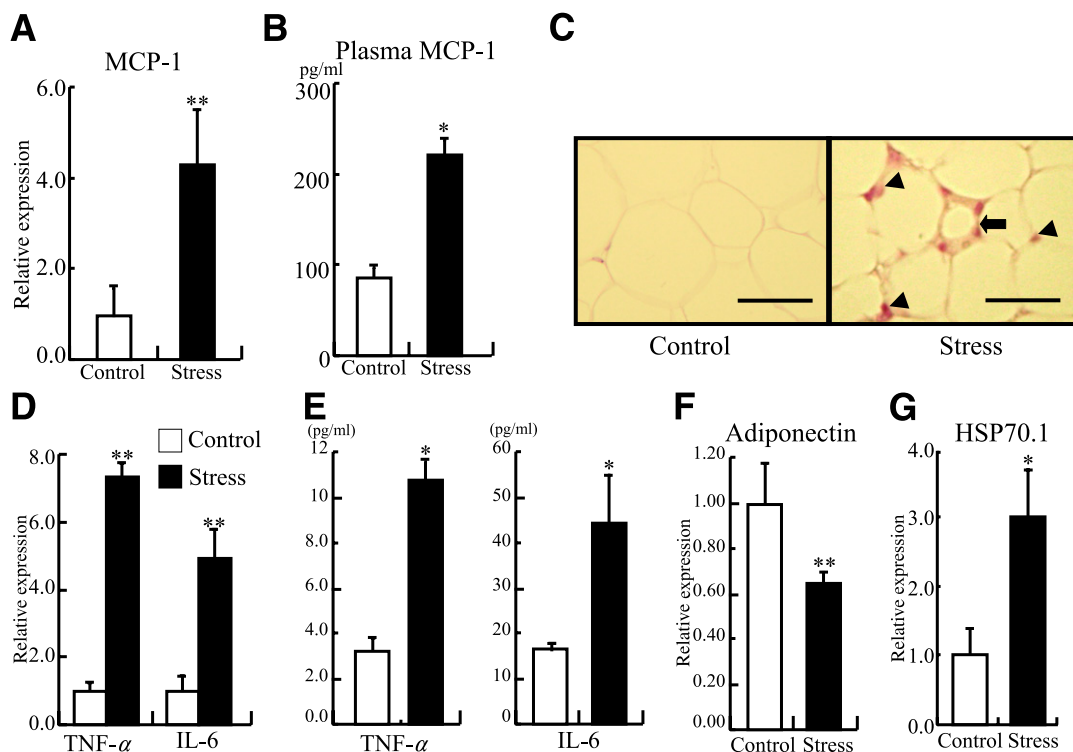 A
MCP-1
Relative expression
6.0
4.0
2.0
0.0
**
Control
Stress
B
Plasma MCP-1
pg/ml
300
200
100
0
*
Control
Stress
C
Control
Stress
D
Control
Stress
Relative expression
8.0
6.0
4.0
2.0
0.0
**
**
TNF-α
IL-6
E
(pg/ml)
12
10
8.0
6.0
4.0
2.0
0.0
*
TNF-α
(pg/ml)
60
50
40
30
20
10
0
*
IL-6
F
Adiponectin
Relative expression
1.20
1.00
0.60
0.60
0.40
0.20
0.00
**
Control
Stress
G
HSP70.1
Relative expression
4.0
3.0
2.0
1.0
0.0
*
Control
Stress